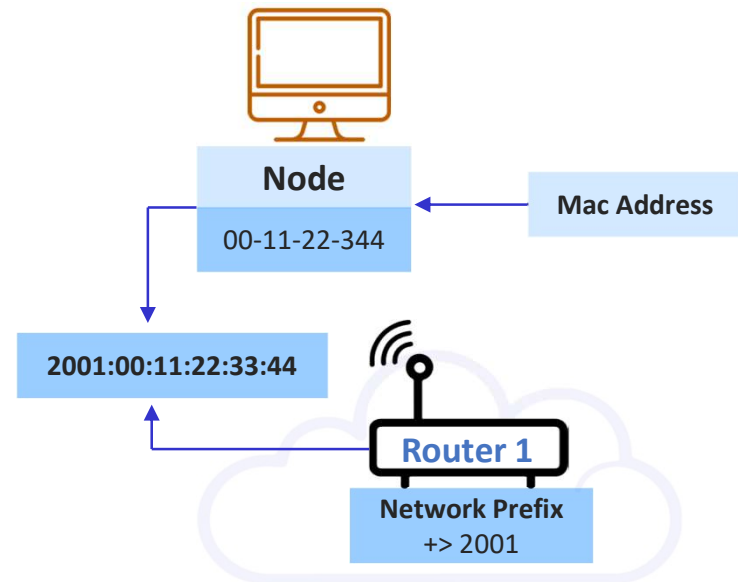 Node
00-11-22-344
Mac Address
2001:00:11:22:33:44
Router 1
Network Prefix
+> 2001